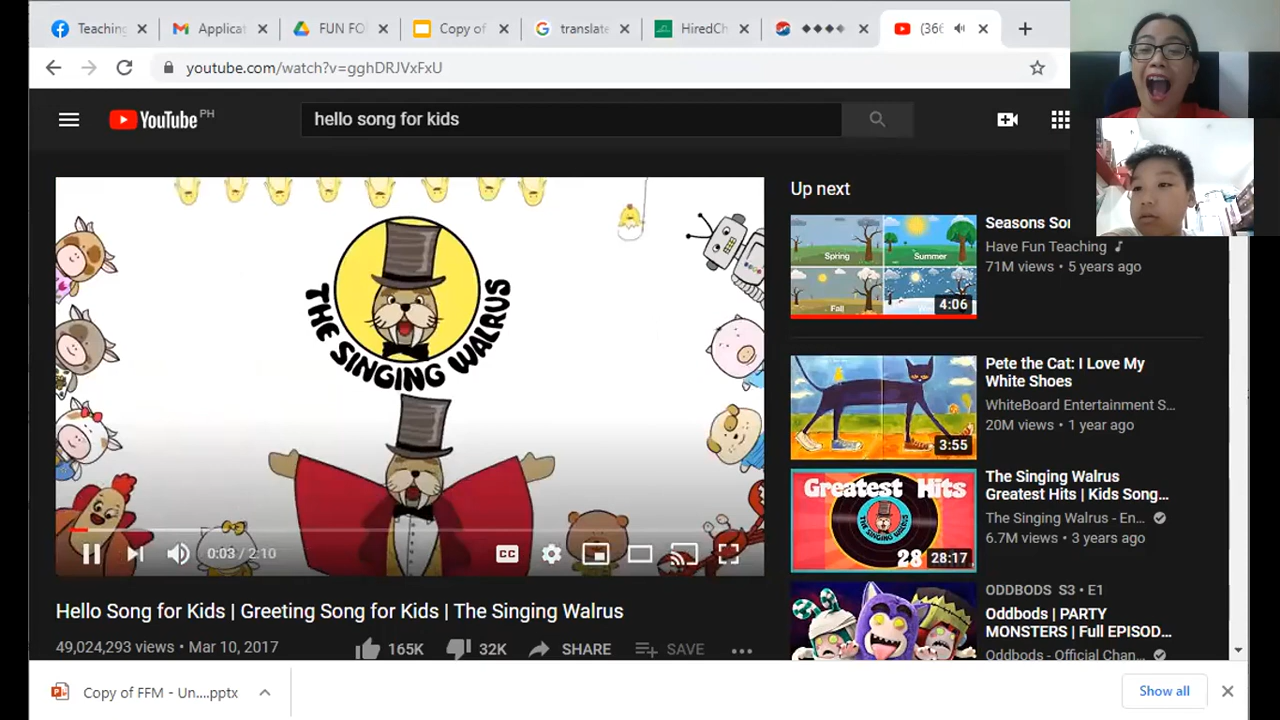 Teaching
Applicat
FUN FO
Copy of
translate
HiredCh
(366
youtube.com/watch?v=gghDRJVxFxU
YouTube PH
hello song for kids
THE SINGING WALRUS
0:03 / 2:10
CC
Hello Song for Kids | Greeting Song for Kids | The Singing Walrus
49,024,293 views • Mar 10, 2017
165K
32K
SHARE
SAVE
Up next
Spring
Summer
Fall
4:06
Seasons Son
Have Fun Teaching
71M views • 5 years ago
3:55
Pete the Cat: I Love My
White Shoes
WhiteBoard Entertainment S...
20M views • 1 year ago
Greatest Hits
THE SINGING WALRUS
28
28:17
The Singing Walrus
Greatest Hits | Kids Song...
The Singing Walrus - En...
6.7M views • 3 years ago
ODDBODS S3 • E1
Oddbods | PARTY
MONSTERS | Full EPISOD...
Oddbods - Official Chan...
Copy of FFM - Un....pptx
Show all